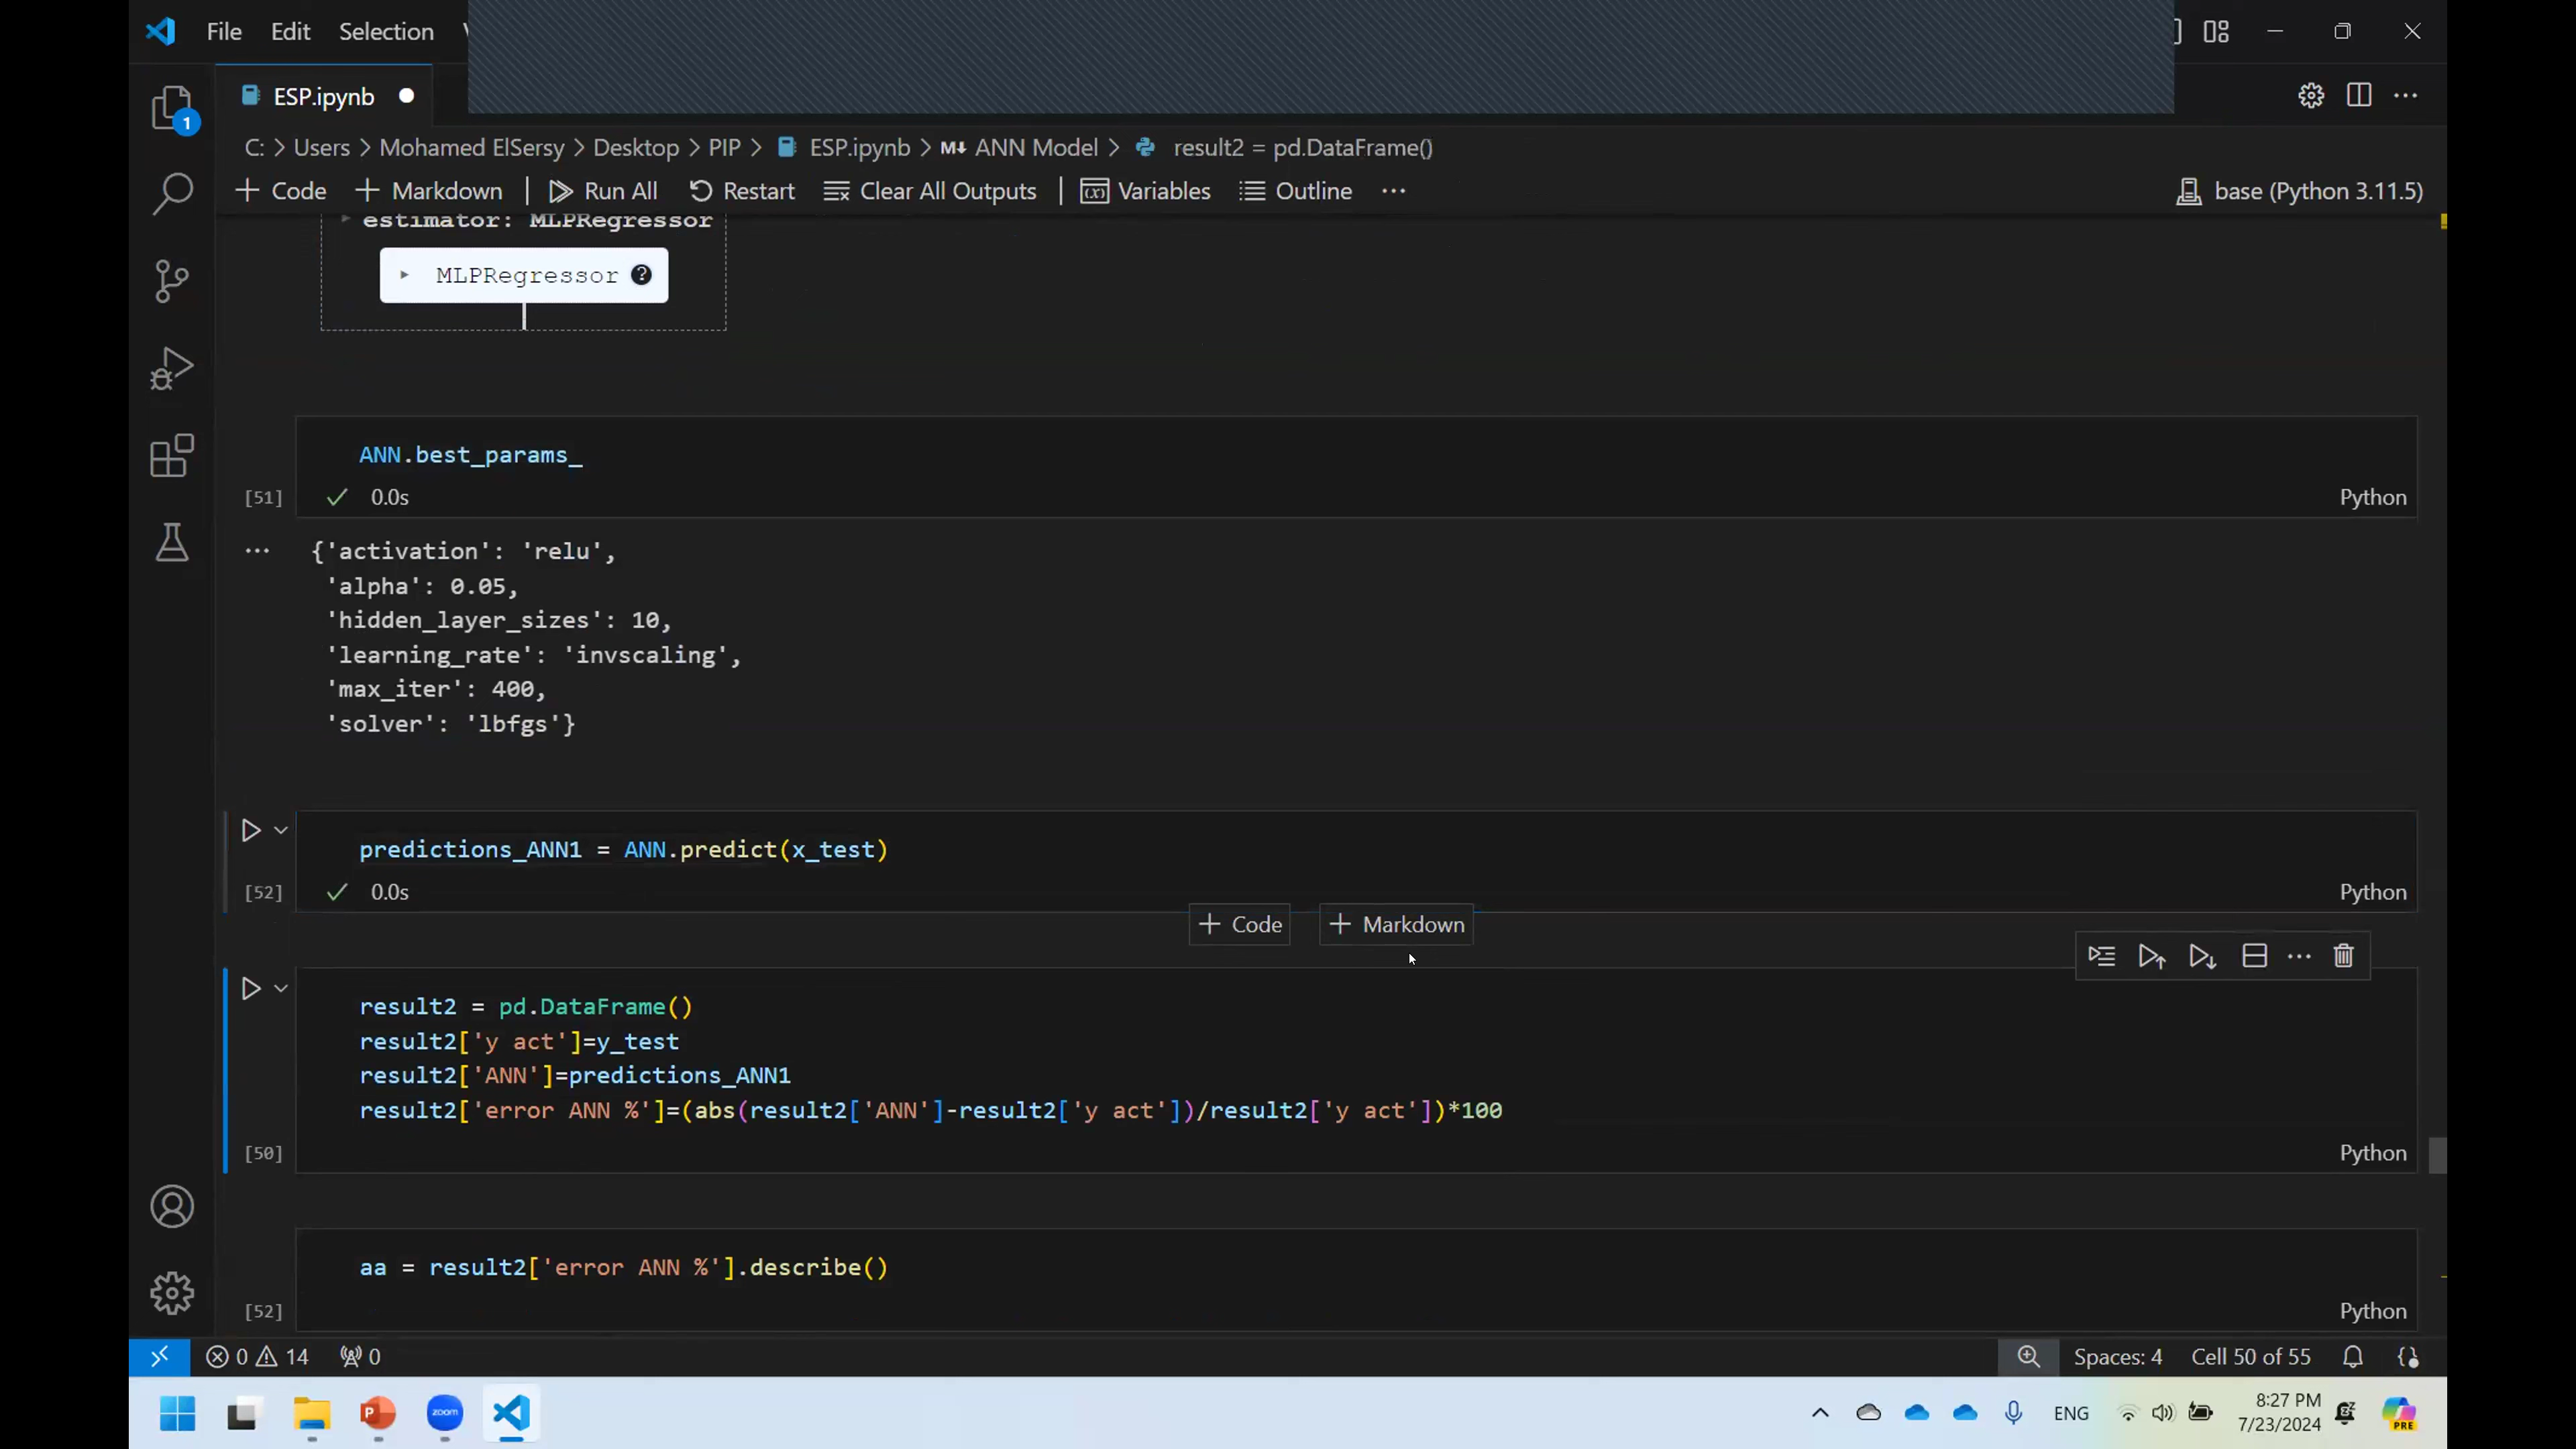 File Edit Selection
ESP.ipynb
1
C: > Users > Mohamed ElSersy > Desktop > PIP > ESP.ipynb > M↓ ANN Model > result2 = pd.DataFrame()
+ Code + Markdown | Run All Restart Clear All Outputs | Variables Outline ... base (Python 3.11.5)
estimator: MLPRegressor
MLPRegressor ?
ANN.best_params_
[51] ✓ 0.0s Python
... {'activation': 'relu',
'alpha': 0.05,
'hidden_layer_sizes': 10,
'learning_rate': 'invscaling',
'max_iter': 400,
'solver': 'lbfgs'}
predictions_ANN1 = ANN.predict(x_test)
[52] ✓ 0.0s Python
+ Code + Markdown
result2 = pd.DataFrame()
result2['y act']=y_test
result2['ANN']=predictions_ANN1
result2['error ANN %']=(abs(result2['ANN']-result2['y act'])/result2['y act'])*100
[50] Python
aa = result2['error ANN %'].describe()
[52] Python
0 14 0 Spaces: 4 Cell 50 of 55
zoom ENG 8:27 PM
7/23/2024
PRE